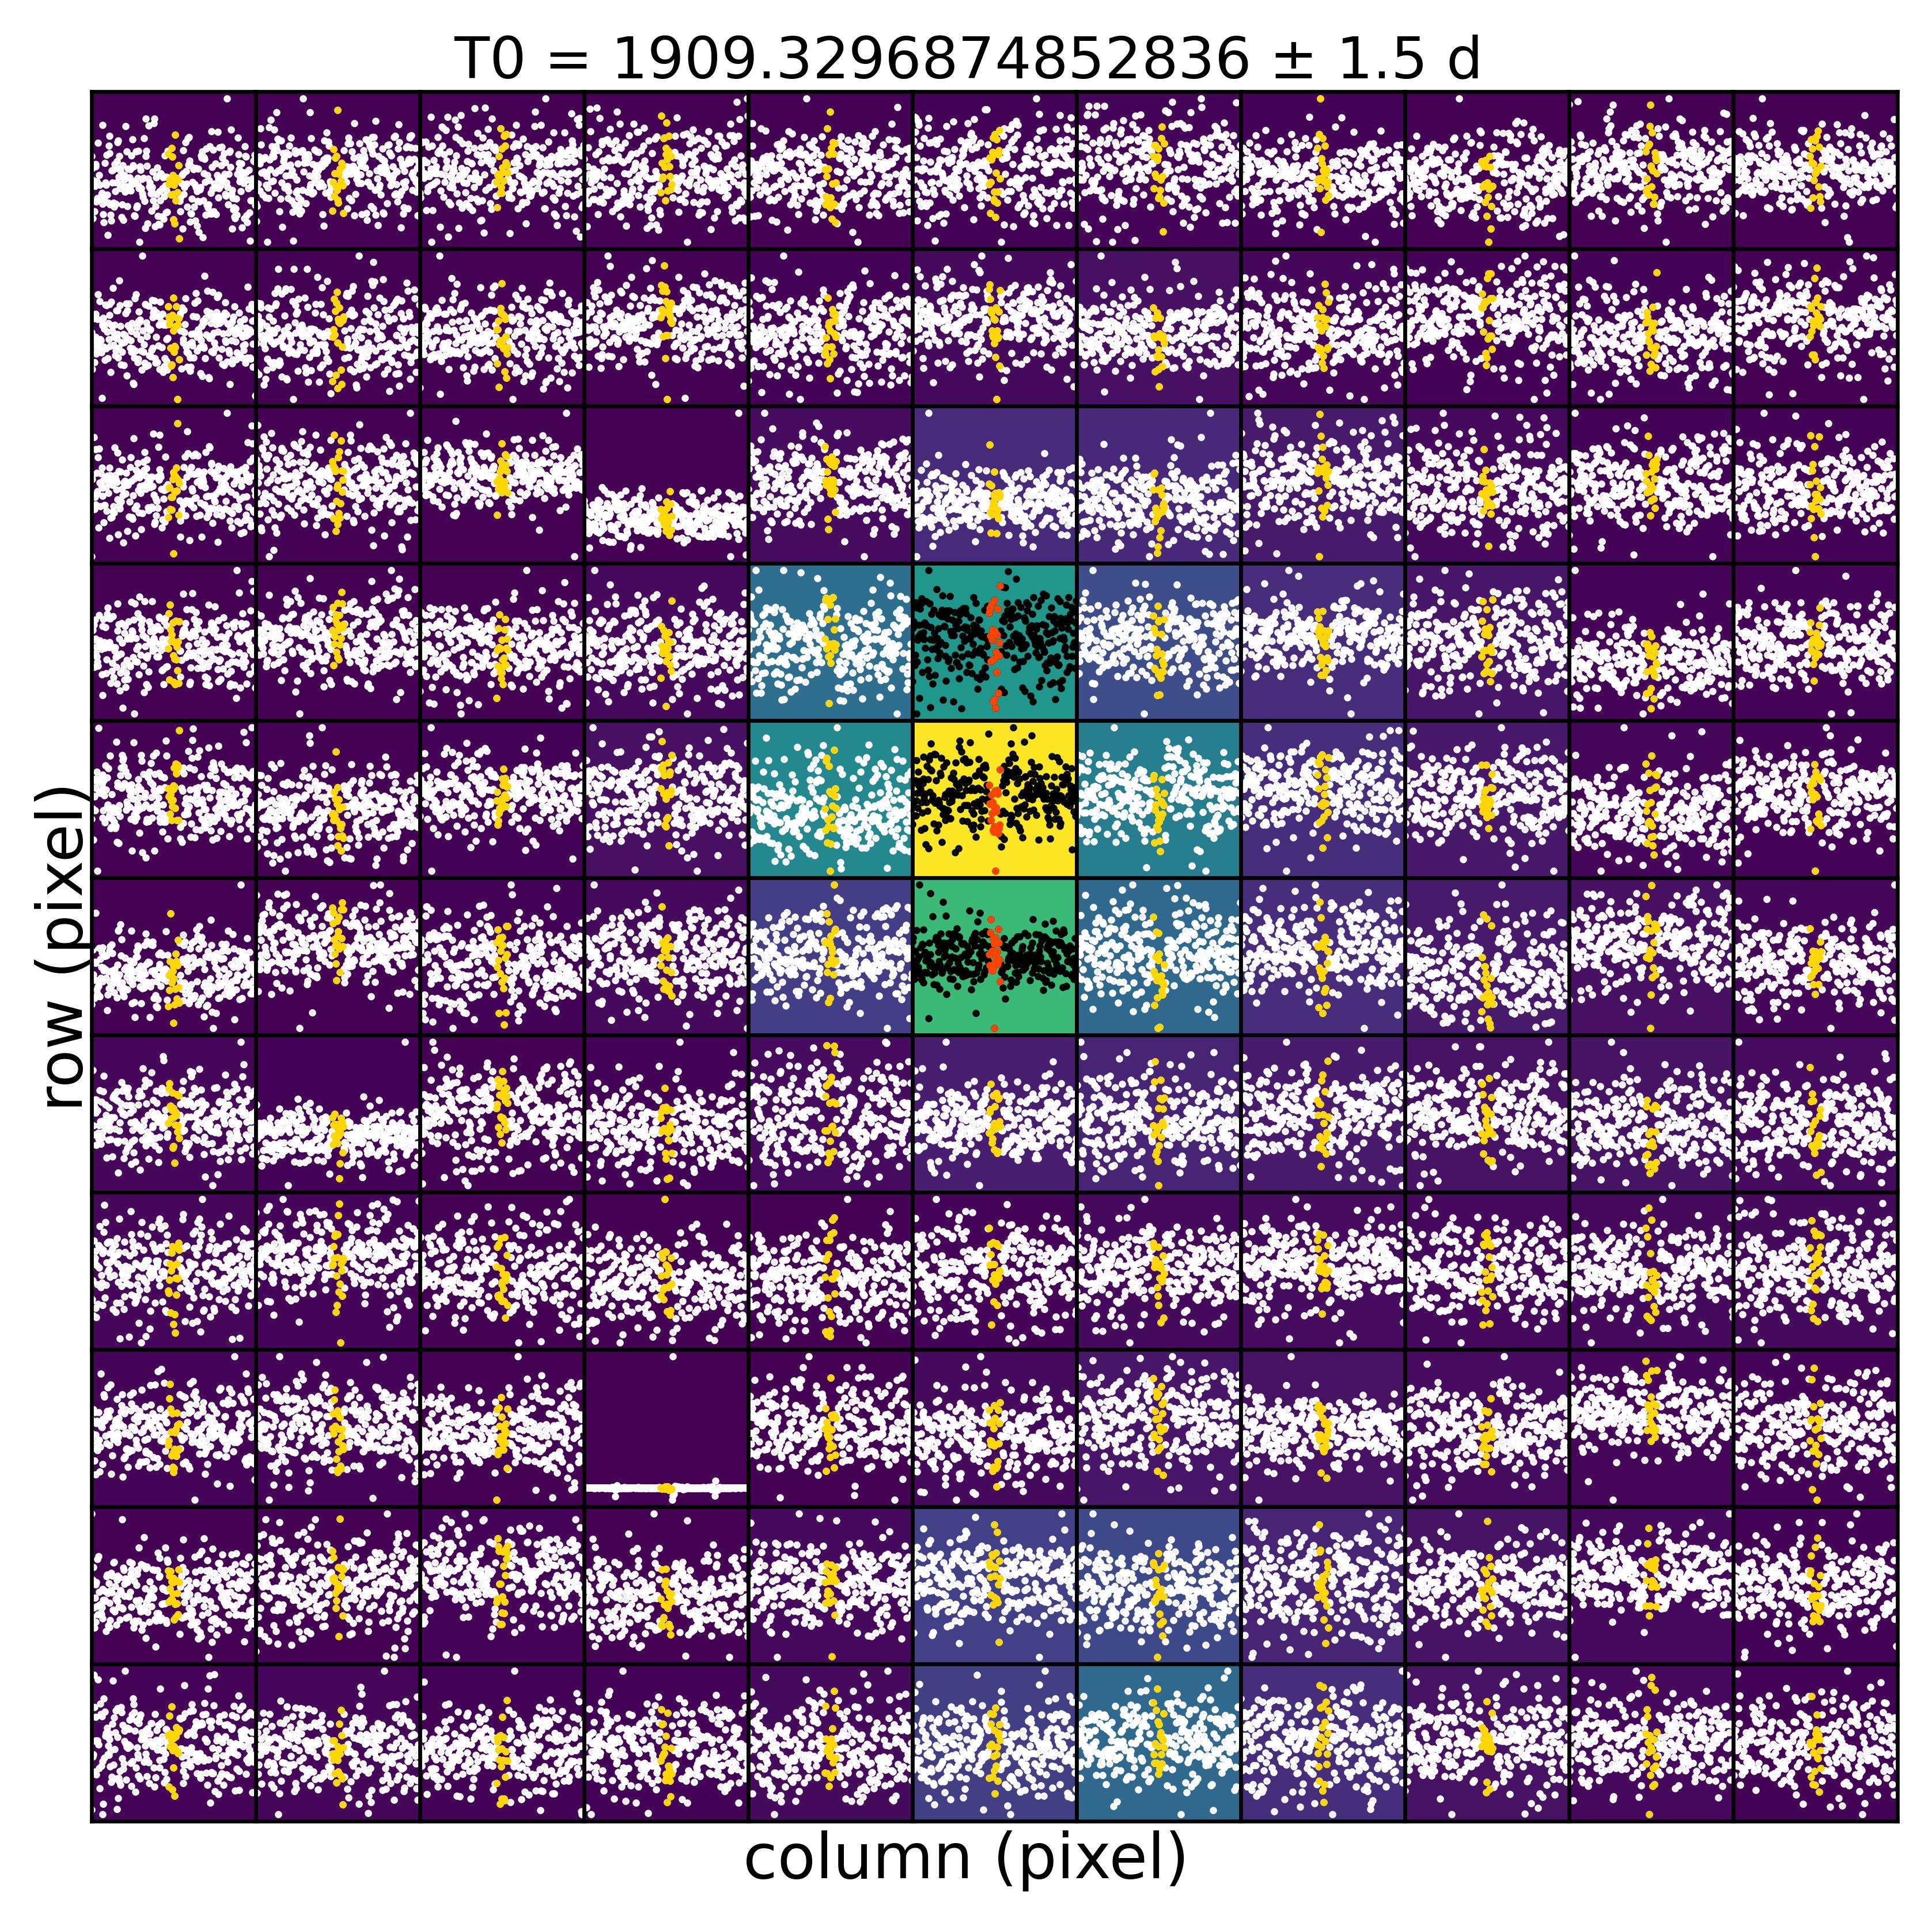 T0 = 1909.3296874852836 ± 1.5 d
row (pixel)
column (pixel)